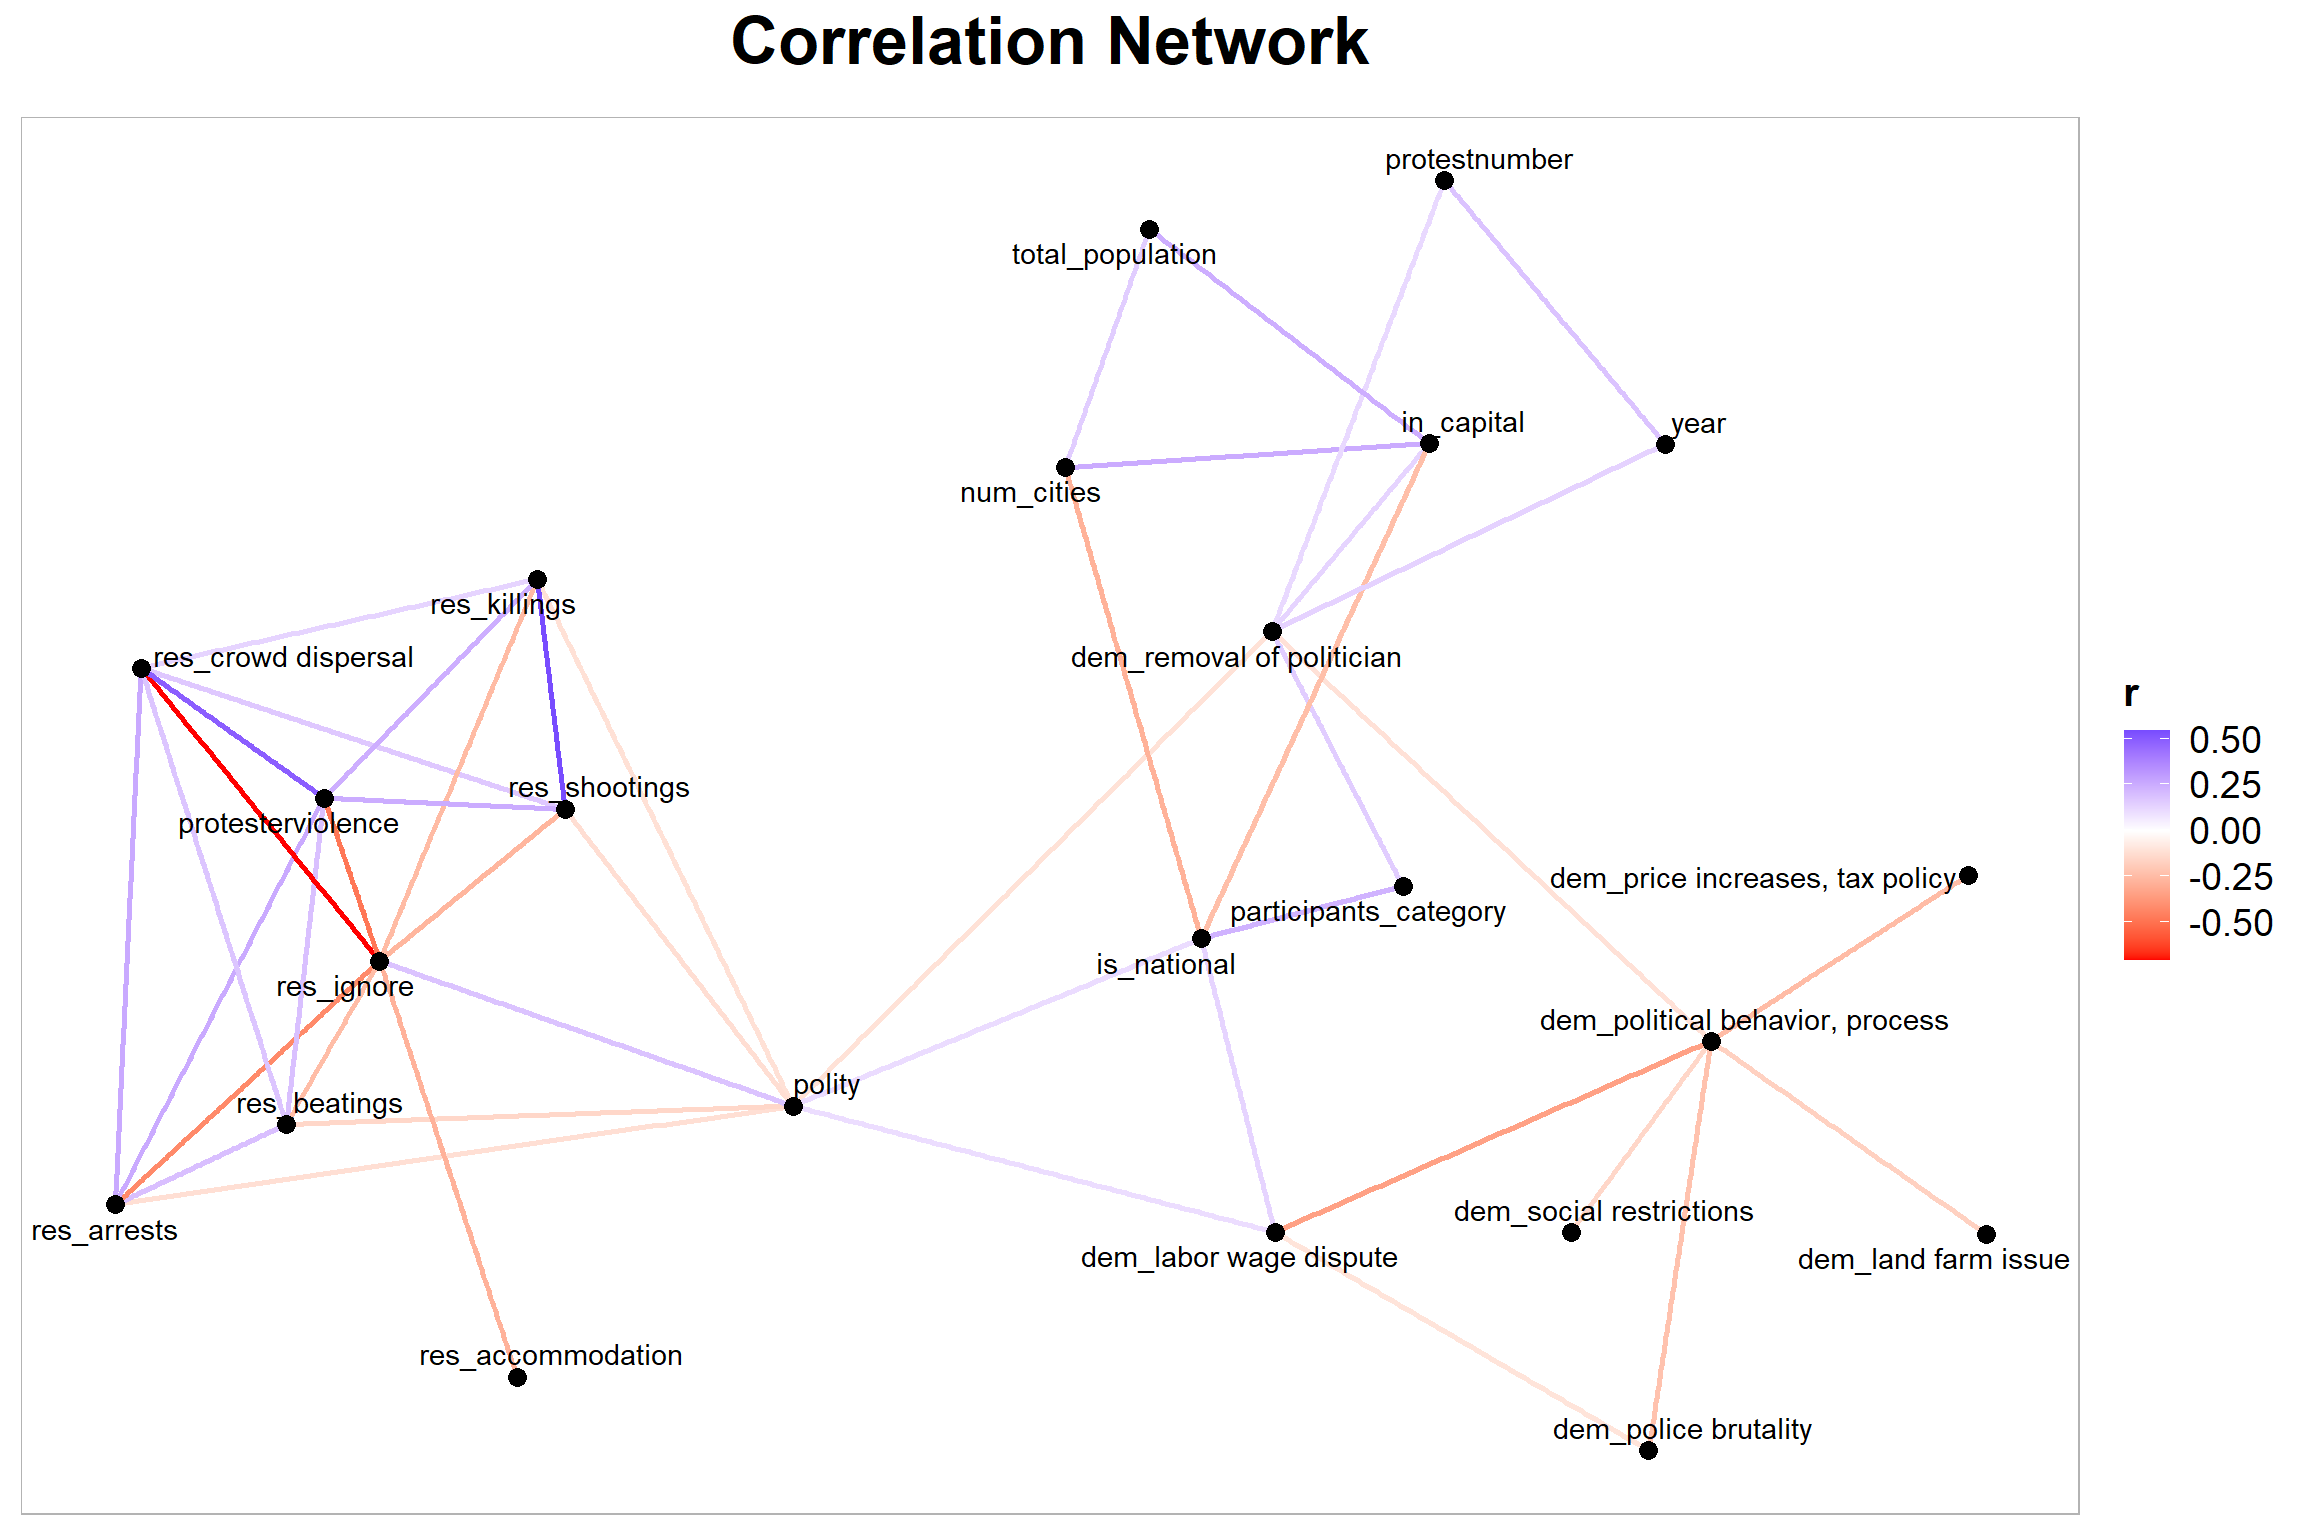 Correlation Network
protestnumber
total_population
in_capital
year
num_cities
res_killings
res_crowd dispersal
dem_removal of politician
res_shootings
protesterviolence
dem_price increases, tax policy
participants_category
is_national
res_ignore
dem_political behavior, process
polity
res_beatings
res_arrests
dem_social restrictions
dem_labor wage dispute
dem_land farm issue
res_accommodation
dem_police brutality
r
0.50
0.25
0.00
-0.25
-0.50